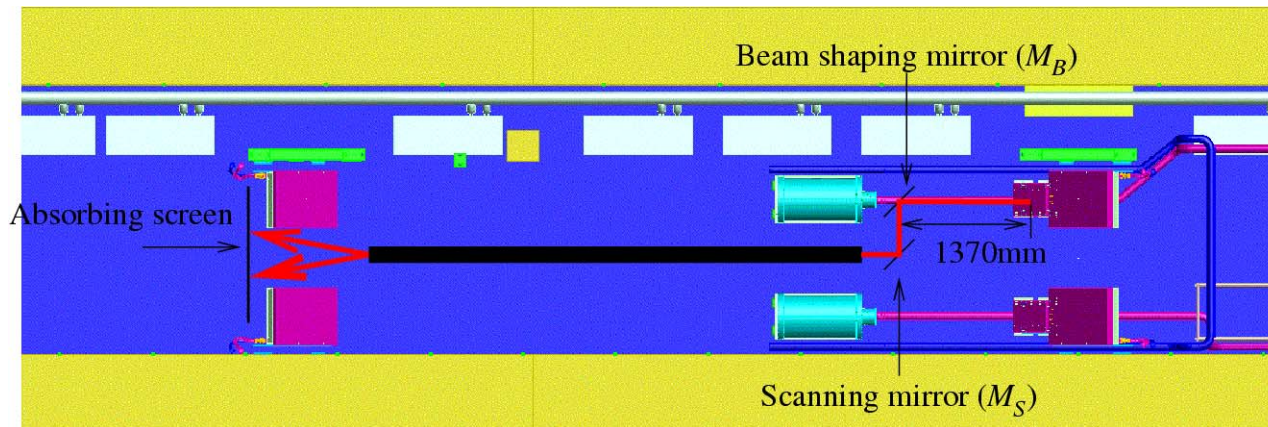 Beam shaping mirror (M_B)
Absorbing screen
1370mm
Scanning mirror (M_S)